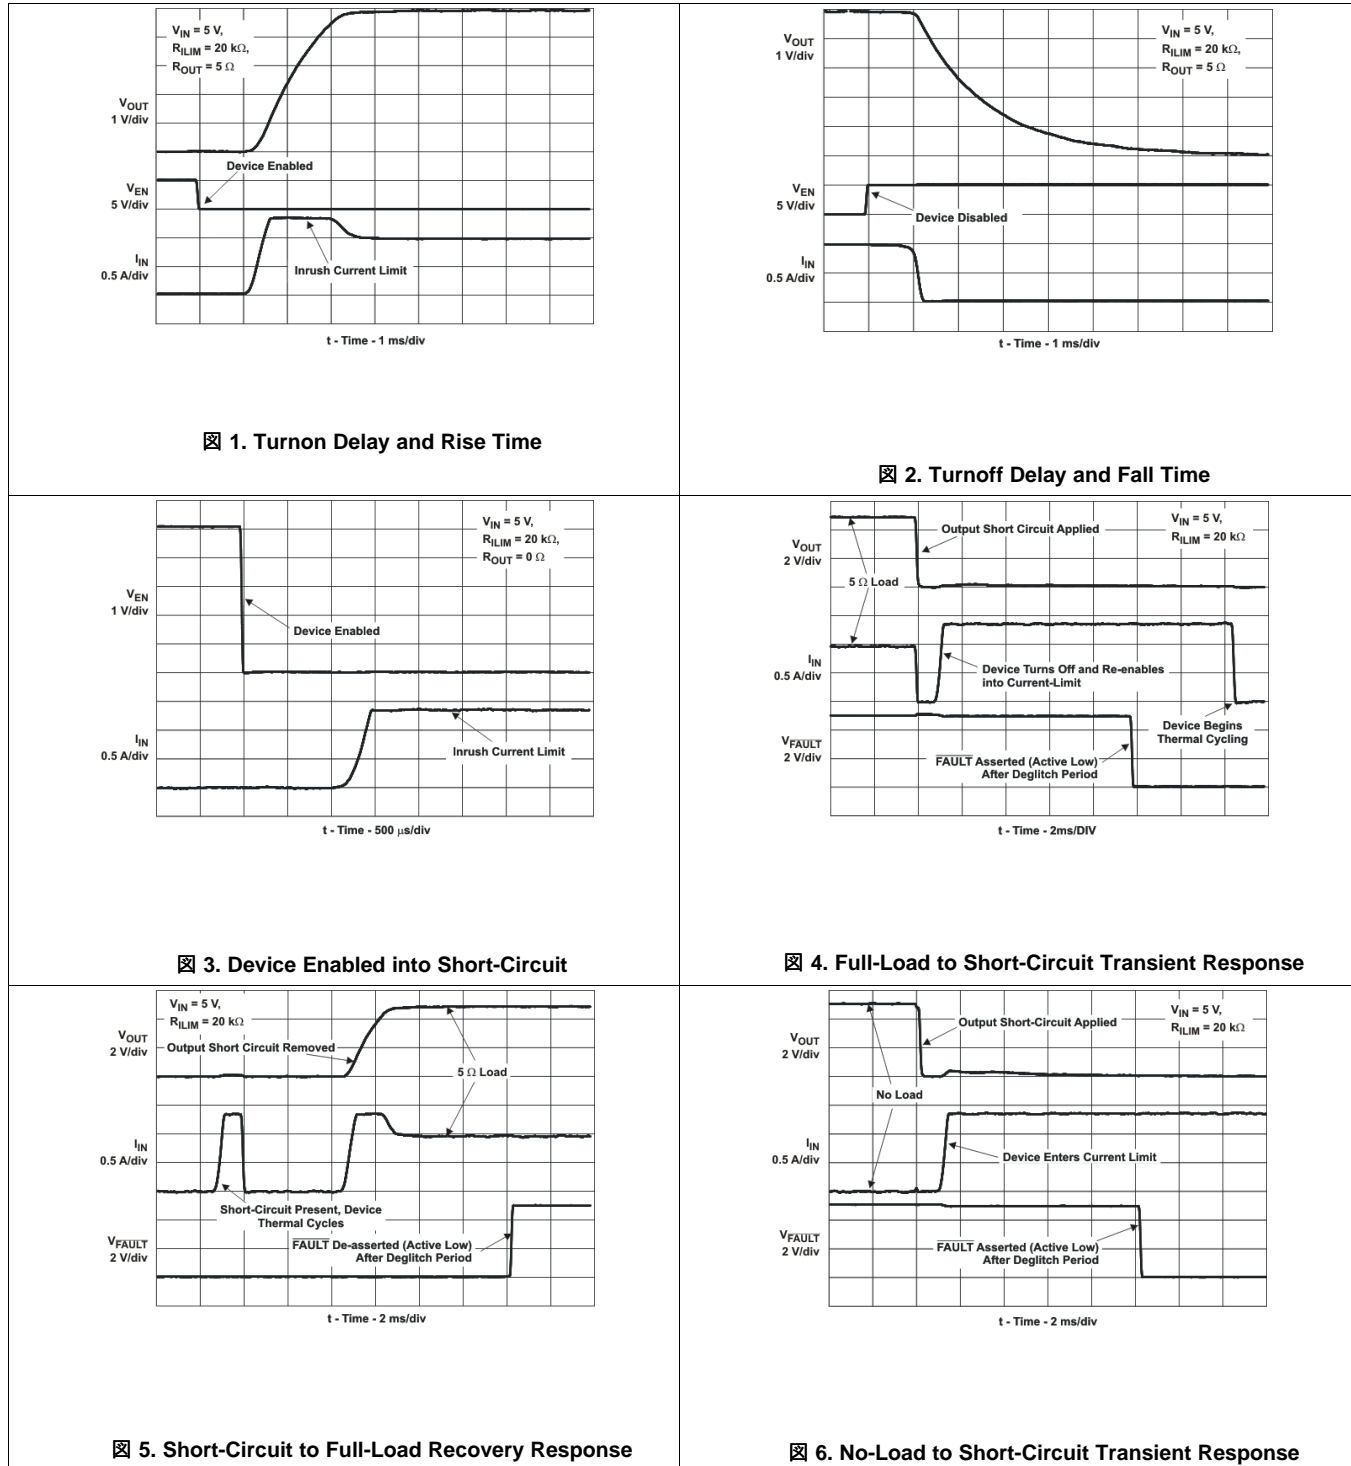 V_IN = 5 V,
R_ILIM = 20 kΩ,
R_OUT = 5 Ω
V_OUT
1 V/div
Device Enabled
V_EN
5 V/div
I_IN
0.5 A/div
Inrush Current Limit
t - Time - 1 ms/div
図 1. Turnon Delay and Rise Time
V_OUT
1 V/div
V_IN = 5 V,
R_ILIM = 20 kΩ,
R_OUT = 5 Ω
V_EN
5 V/div
Device Disabled
I_IN
0.5 A/div
t - Time - 1 ms/div
図 2. Turnoff Delay and Fall Time
V_IN = 5 V,
R_ILIM = 20 kΩ,
R_OUT = 0 Ω
V_EN
1 V/div
Device Enabled
I_IN
0.5 A/div
Inrush Current Limit
t - Time - 500 μs/div
図 3. Device Enabled into Short-Circuit
V_IN = 5 V,
R_ILIM = 20 kΩ
Output Short Circuit Applied
V_OUT
2 V/div
5 Ω Load
I_IN
0.5 A/div
Device Turns Off and Re-enables
into Current-Limit
Device Begins
Thermal Cycling
V_F̅A̅U̅L̅T̅
2 V/div
F̅A̅U̅L̅T̅ Asserted (Active Low)
After Deglitch Period
t - Time - 2ms/DIV
図 4. Full-Load to Short-Circuit Transient Response
V_IN = 5 V,
R_ILIM = 20 kΩ
V_OUT
2 V/div
Output Short Circuit Removed
5 Ω Load
I_IN
0.5 A/div
Short-Circuit Present, Device
Thermal Cycles
V_F̅A̅U̅L̅T̅
2 V/div
F̅A̅U̅L̅T̅ De-asserted (Active Low)
After Deglitch Period
t - Time - 2 ms/div
図 5. Short-Circuit to Full-Load Recovery Response
V_IN = 5 V,
R_ILIM = 20 kΩ
Output Short-Circuit Applied
V_OUT
2 V/div
No Load
I_IN
0.5 A/div
Device Enters Current Limit
V_F̅A̅U̅L̅T̅
2 V/div
F̅A̅U̅L̅T̅ Asserted (Active Low)
After Deglitch Period
t - Time - 2 ms/div
図 6. No-Load to Short-Circuit Transient Response